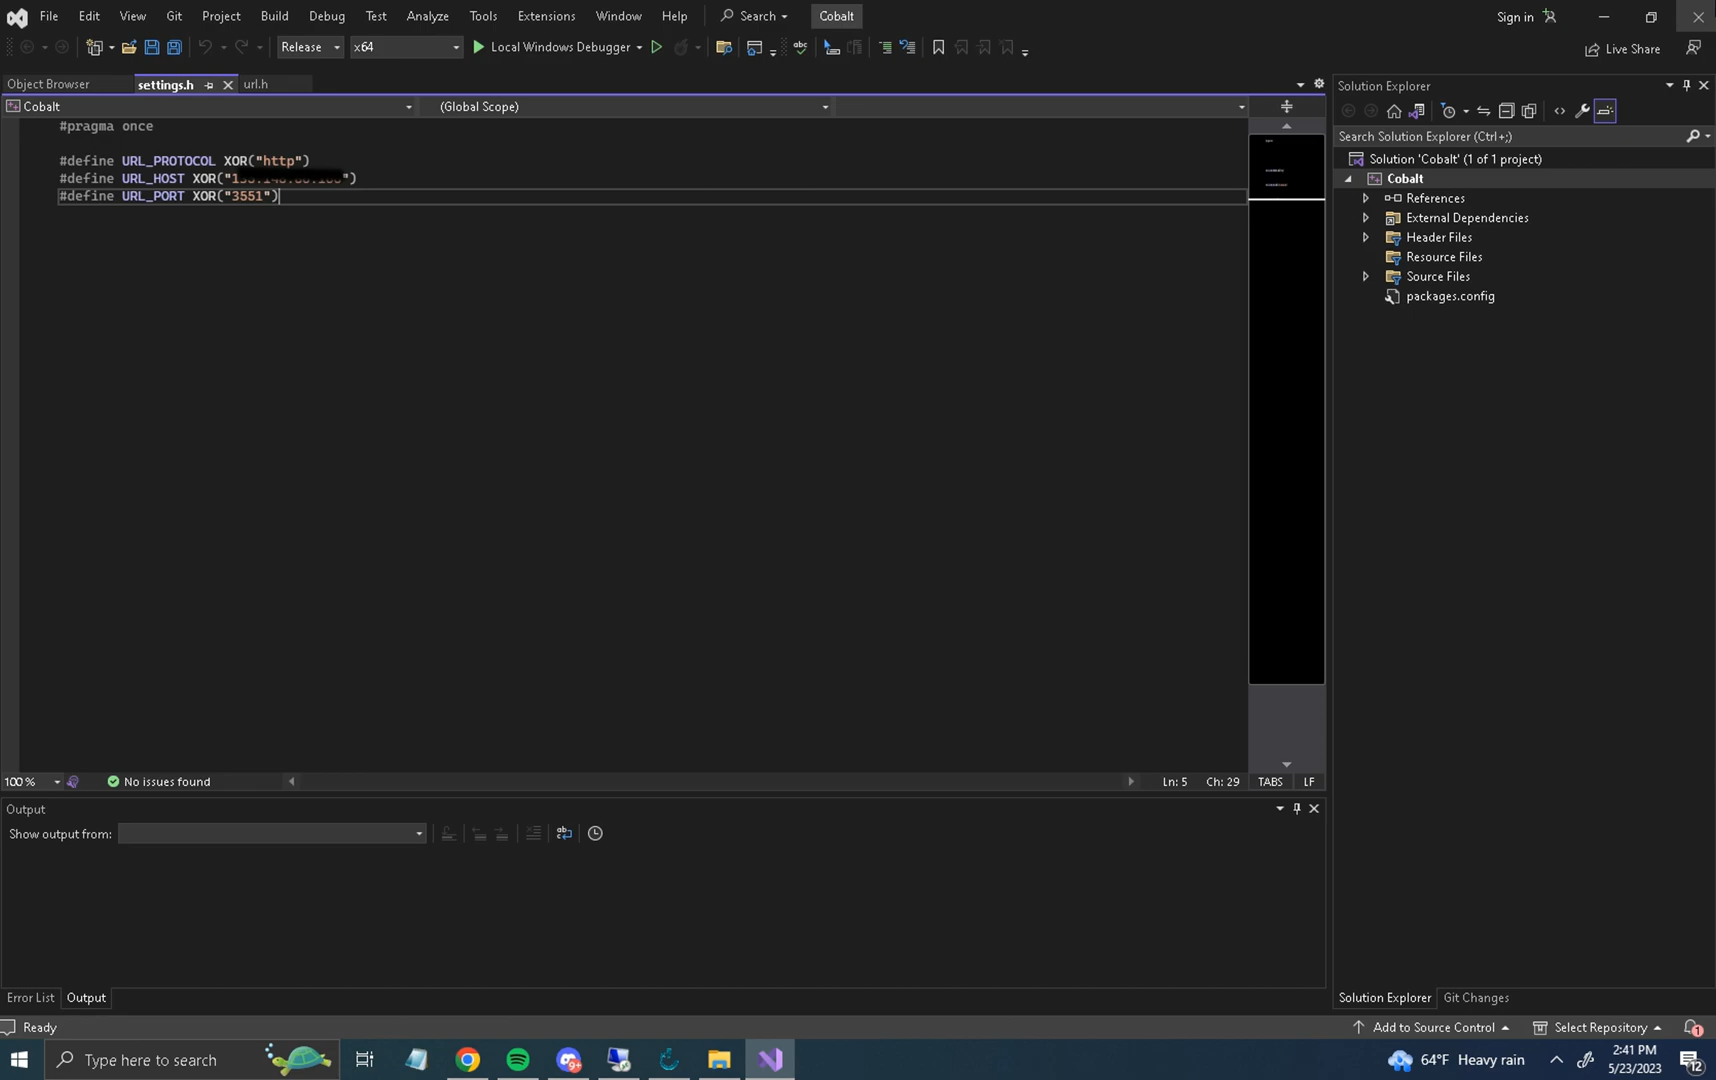 File Edit View Git Project Build Debug Test Analyze Tools Extensions Window Help Search Cobalt Sign in
Release x64 Local Windows Debugger Live Share
Object Browser settings.h url.h
Cobalt (Global Scope)
#pragma once
#define URL_PROTOCOL XOR("http")
#define URL_HOST XOR(" ")
#define URL_PORT XOR("3551")
100 % No issues found Ln: 5 Ch: 29 TABS LF
Output
Show output from:
Error List Output
Solution Explorer
Search Solution Explorer (Ctrl+;)
Solution 'Cobalt' (1 of 1 project)
Cobalt
References
External Dependencies
Header Files
Resource Files
Source Files
packages.config
Solution Explorer Git Changes
Ready Add to Source Control Select Repository 1
Type here to search 64°F Heavy rain 2:41 PM
5/23/2023 12